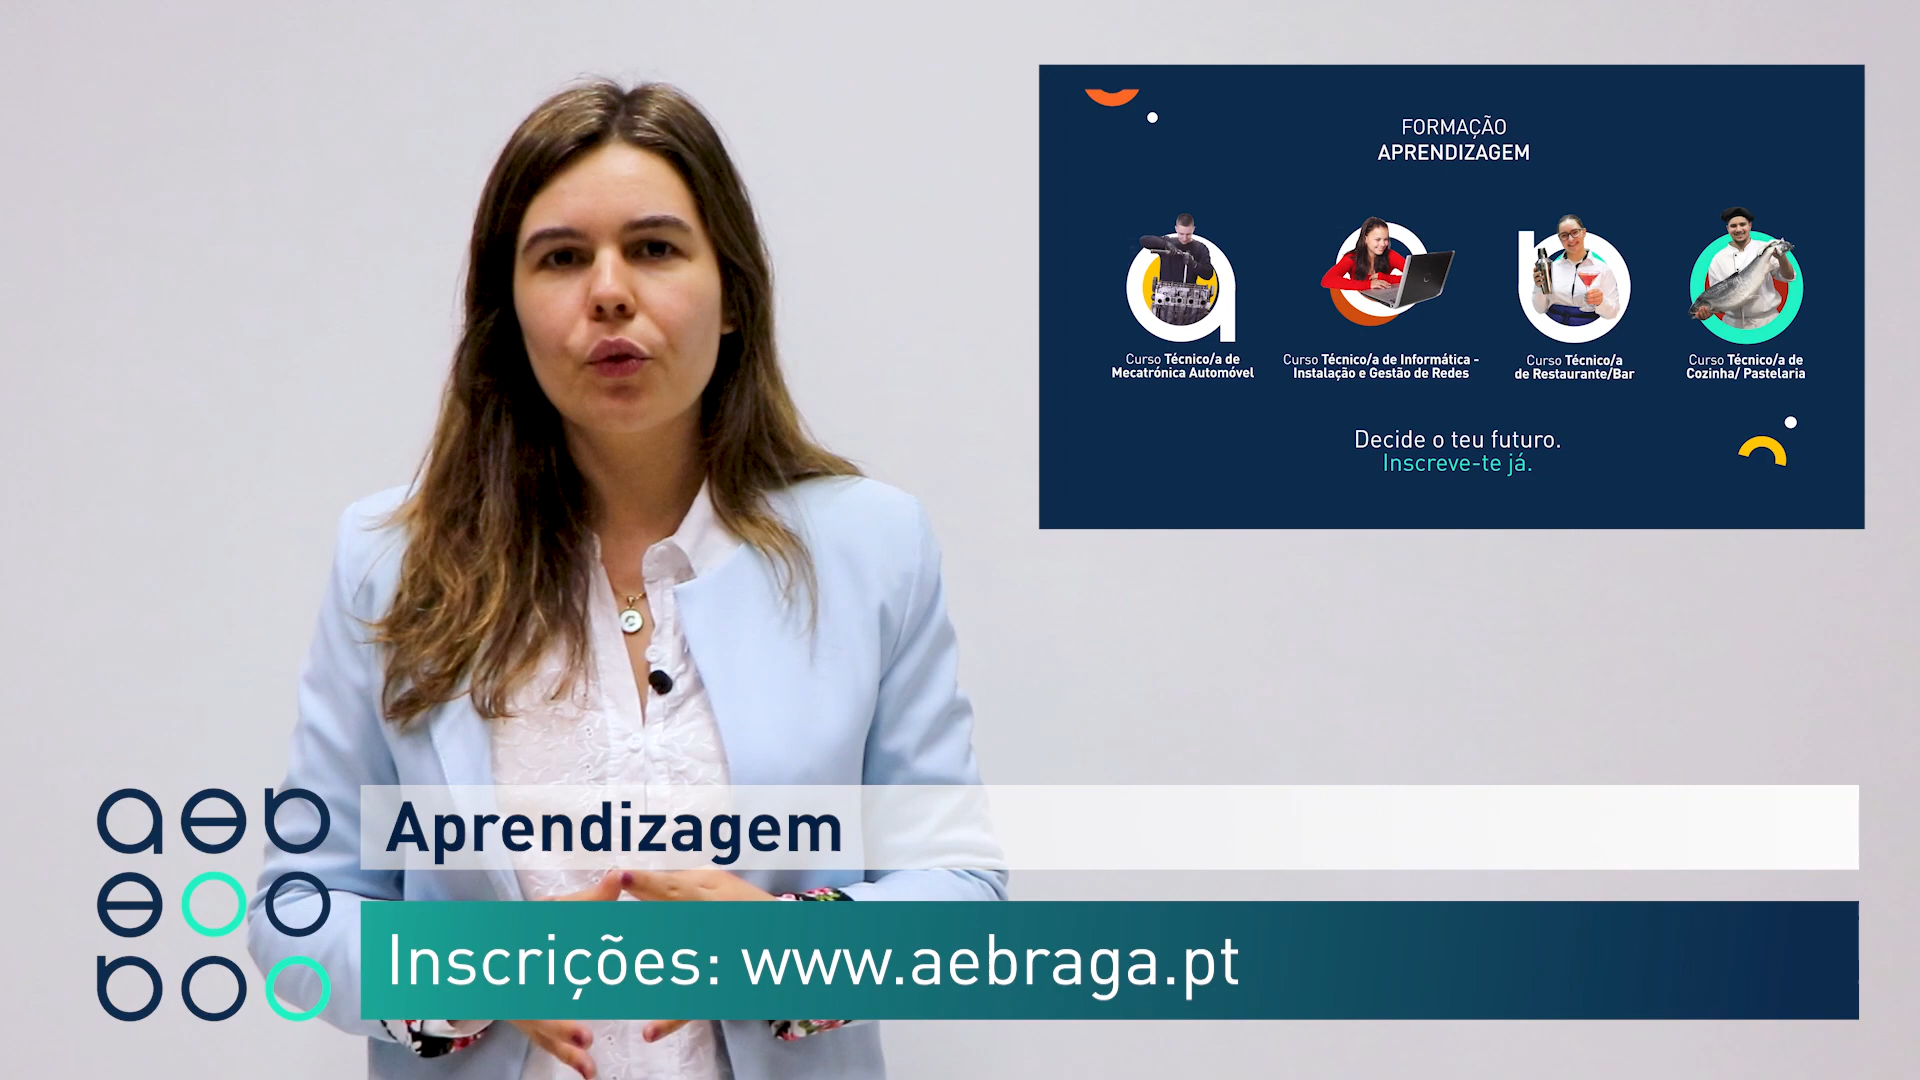 FORMAÇÃO
APRENDIZAGEM
Curso Técnico/a de
Mecatrónica Automóvel
Curso Técnico/a de Informática -
Instalação e Gestão de Redes
Curso Técnico/a
de Restaurante/Bar
Curso Técnico/a de
Cozinha/ Pastelaria
Decide o teu futuro.
Inscreve-te já.
aeb
Aprendizagem
Inscrições: www.aebraga.pt